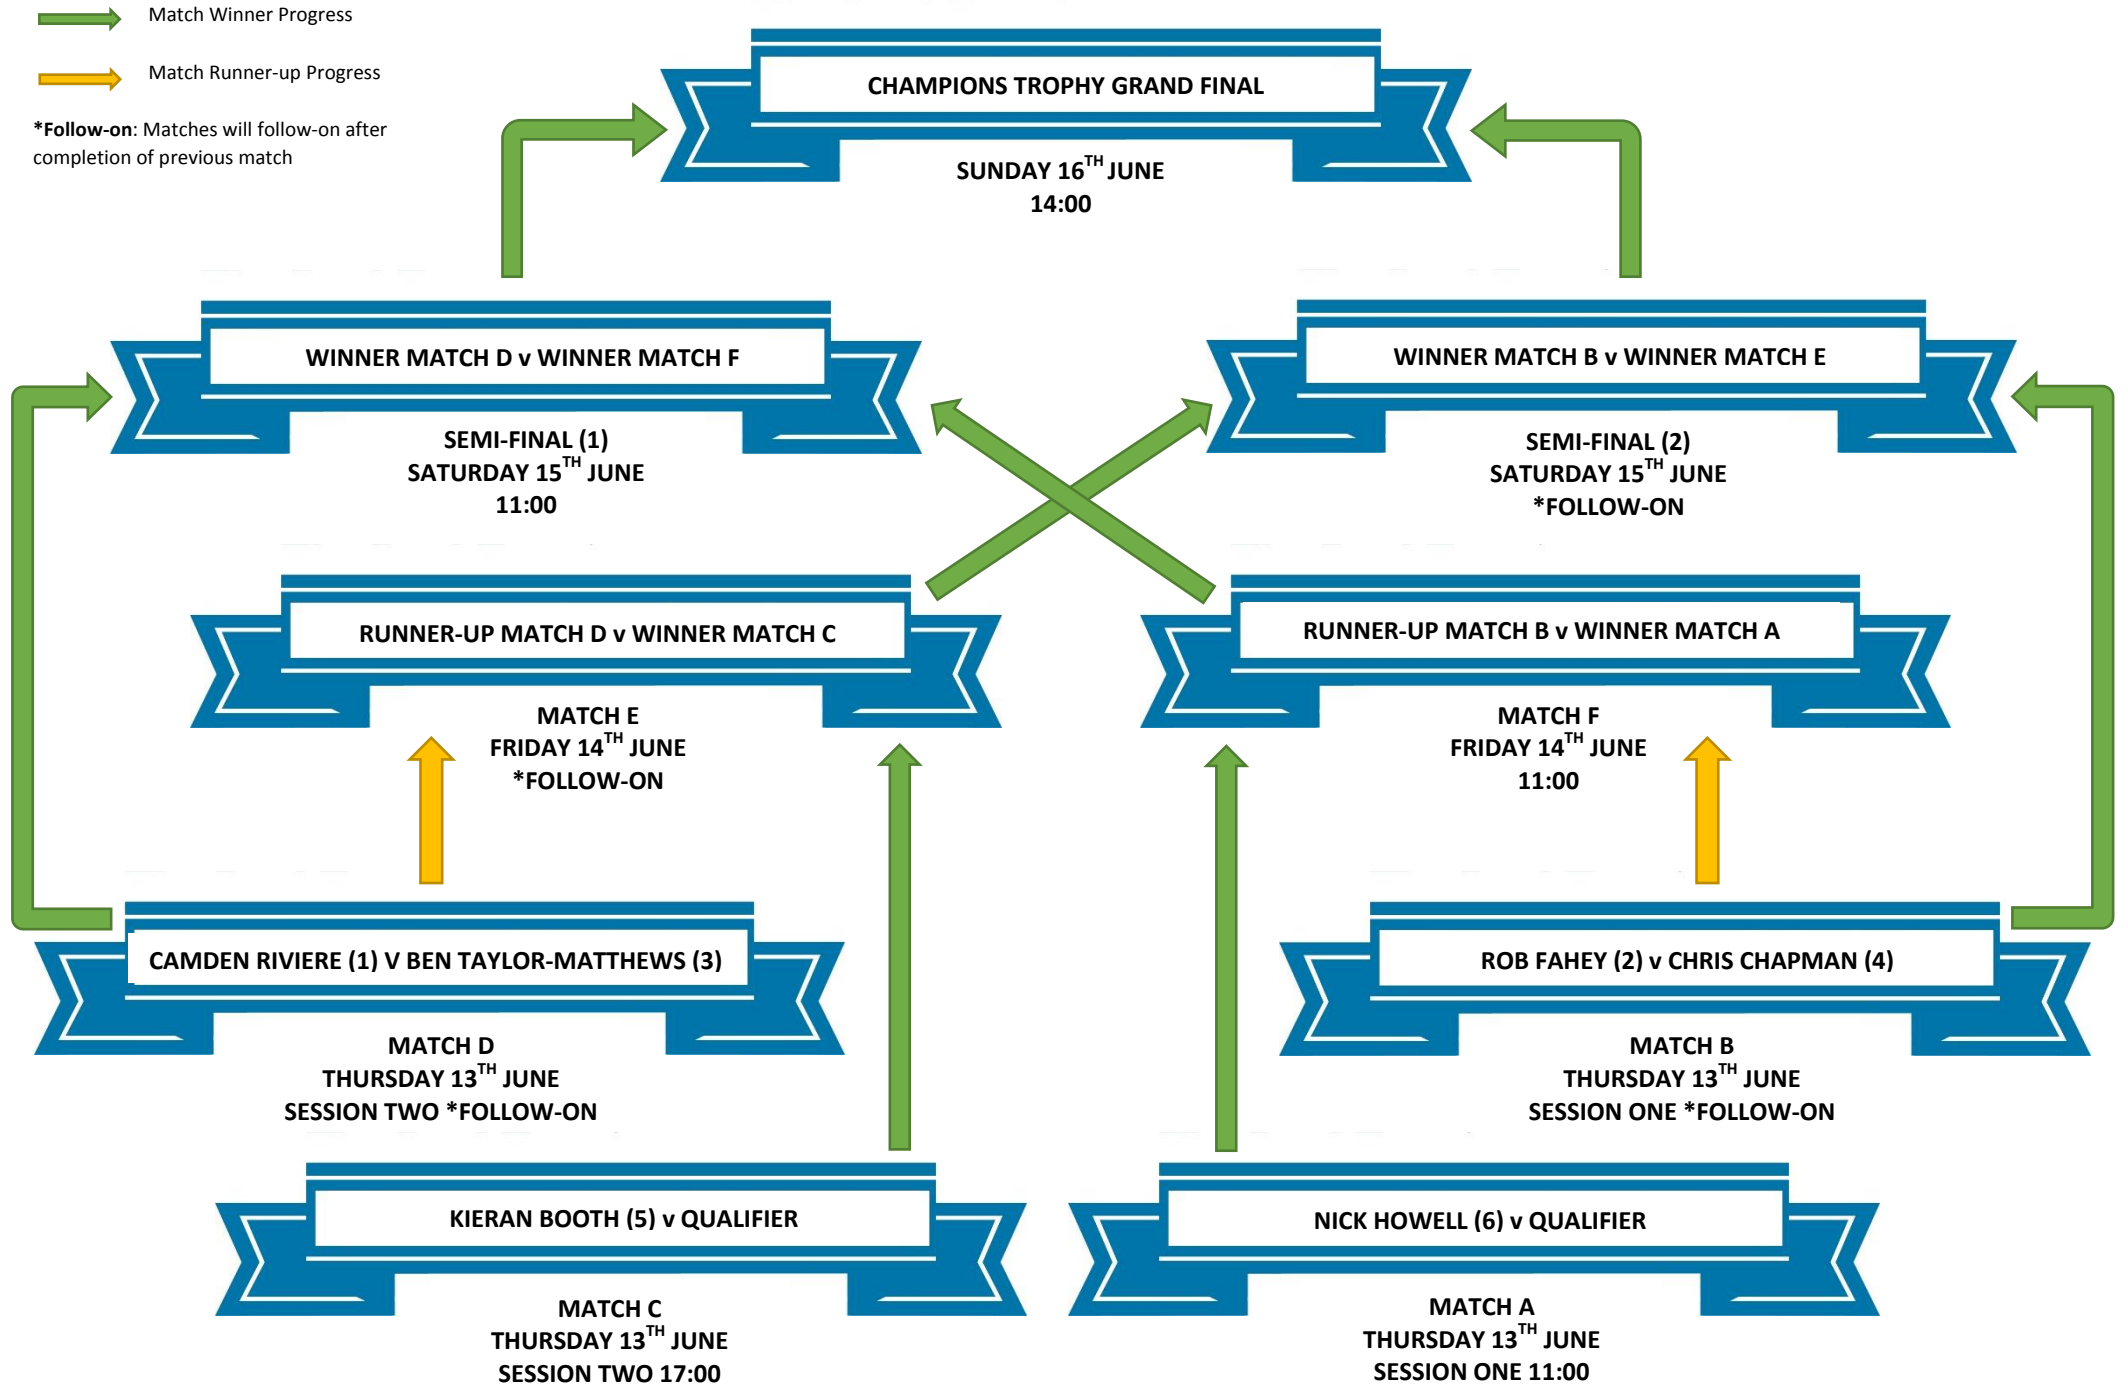 Match Winner Progress
Match Runner-up Progress
*Follow-on: Matches will follow-on after
completion of previous match
CHAMPIONS TROPHY GRAND FINAL
SUNDAY 16TH JUNE
14:00
WINNER MATCH D v WINNER MATCH F
SEMI-FINAL (1)
SATURDAY 15TH JUNE
11:00
WINNER MATCH B v WINNER MATCH E
SEMI-FINAL (2)
SATURDAY 15TH JUNE
*FOLLOW-ON
RUNNER-UP MATCH D v WINNER MATCH C
MATCH E
FRIDAY 14TH JUNE
*FOLLOW-ON
RUNNER-UP MATCH B v WINNER MATCH A
MATCH F
FRIDAY 14TH JUNE
11:00
CAMDEN RIVIERE (1) V BEN TAYLOR-MATTHEWS (3)
MATCH D
THURSDAY 13TH JUNE
SESSION TWO *FOLLOW-ON
ROB FAHEY (2) v CHRIS CHAPMAN (4)
MATCH B
THURSDAY 13TH JUNE
SESSION ONE *FOLLOW-ON
KIERAN BOOTH (5) v QUALIFIER
MATCH C
THURSDAY 13TH JUNE
SESSION TWO 17:00
NICK HOWELL (6) v QUALIFIER
MATCH A
THURSDAY 13TH JUNE
SESSION ONE 11:00